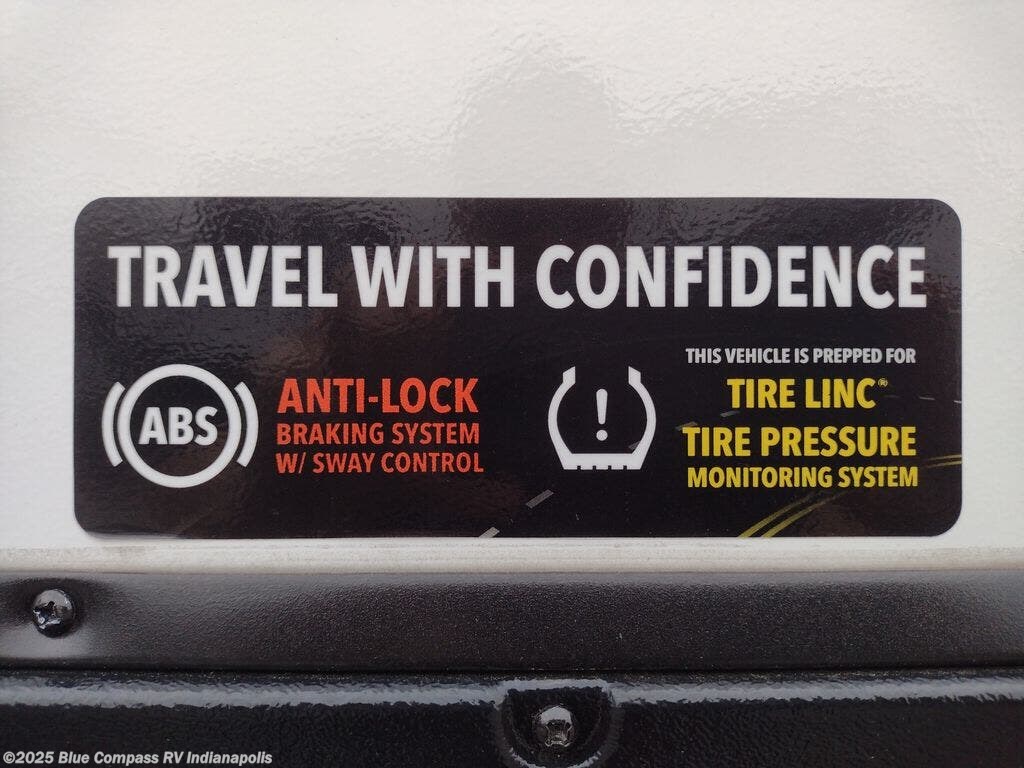 TRAVEL WITH CONFIDENCE
ABS
ANTI-LOCK
BRAKING SYSTEM
W/ SWAY CONTROL
!
THIS VEHICLE IS PREPPED FOR
TIRE LINC®
TIRE PRESSURE
MONITORING SYSTEM
©2025 Blue Compass RV Indianapolis